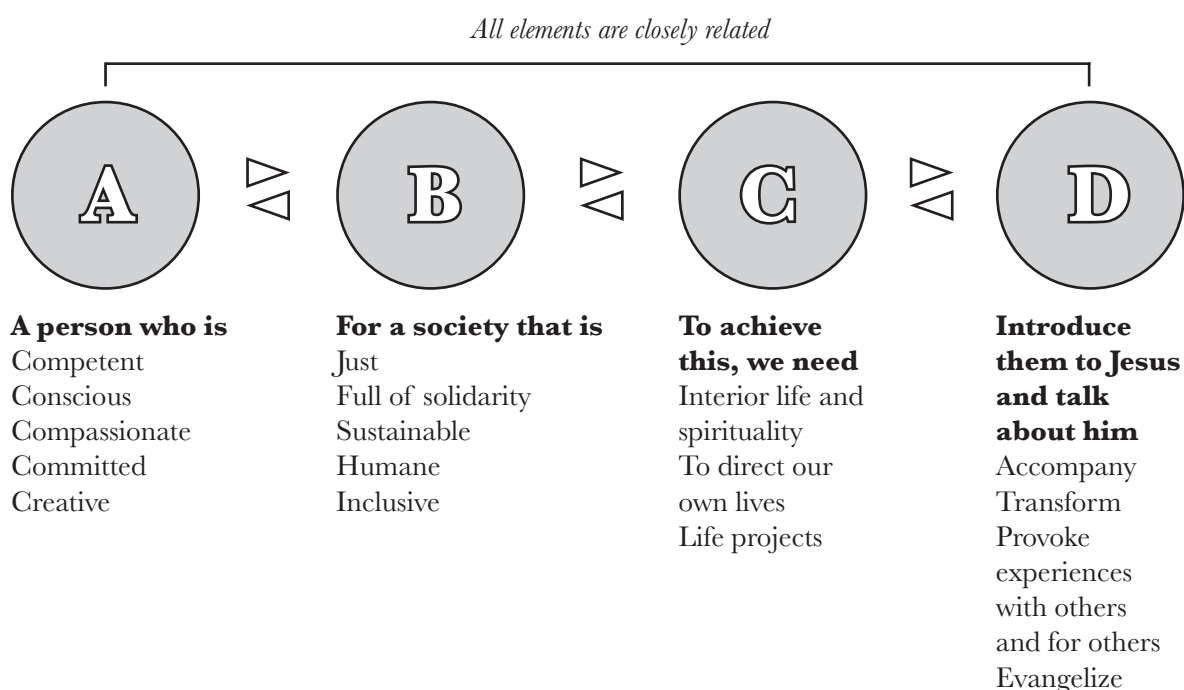 All elements are closely related
A
B
C
D
A person who is
Competent
Conscious
Compassionate
Committed
Creative
For a society that is
Just
Full of solidarity
Sustainable
Humane
Inclusive
To achieve
this, we need
Interior life and
spirituality
To direct our
own lives
Life projects
Introduce
them to Jesus
and talk
about him
Accompany
Transform
Provoke
experiences
with others
and for others
Evangelize